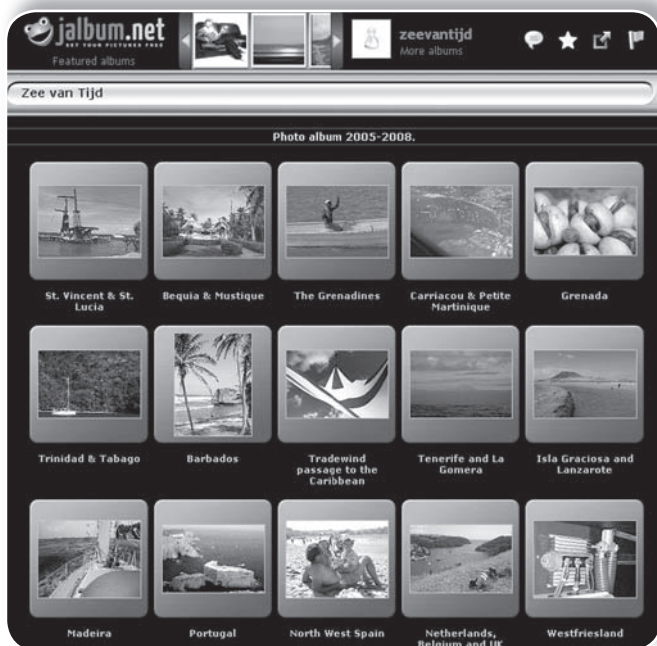 jalbum.net
SET YOUR PICTURES FREE
Featured albums
zeevantijd
More albums
Zee van Tijd
Photo album 2005-2008.
St. Vincent & St.
Lucia
Bequia & Mustique
The Grenadines
Carriacou & Petite
Martinique
Grenada
Trinidad & Tabago
Barbados
Tradewind
passage to the
Caribbean
Tenerife and La
Gomera
Isla Graciosa and
Lanzarote
Madeira
Portugal
North West Spain
Netherlands,
Belgium and UK
Westfriesland